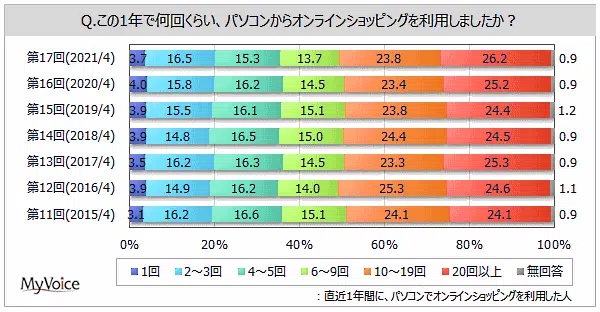 Q.この1年で何回くらい、パソコンからオンラインショッピングを利用しましたか？
第17回(2021/4) 3.7 16.5 15.3 13.7 23.8 26.2 0.9
第16回(2020/4) 4.0 15.8 16.2 14.5 23.4 25.2 0.9
第15回(2019/4) 3.9 15.5 16.1 15.1 23.8 24.4 1.2
第14回(2018/4) 3.9 14.8 16.5 15.0 24.4 24.5 0.9
第13回(2017/4) 3.5 16.2 16.3 14.5 23.3 25.3 0.9
第12回(2016/4) 3.9 14.9 16.2 14.0 25.3 24.6 1.1
第11回(2015/4) 3.1 16.2 16.6 15.1 24.1 24.1 0.9
0% 20% 40% 60% 80% 100%
1回 2～3回 4～5回 6～9回 10～19回 20回以上 無回答
MyVoice
：直近1年間に、パソコンでオンラインショッピングを利用した人